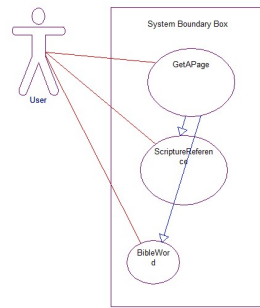 System Boundary Box
GetAPage
User
ScriptureReferen
ce
BibleWor
d